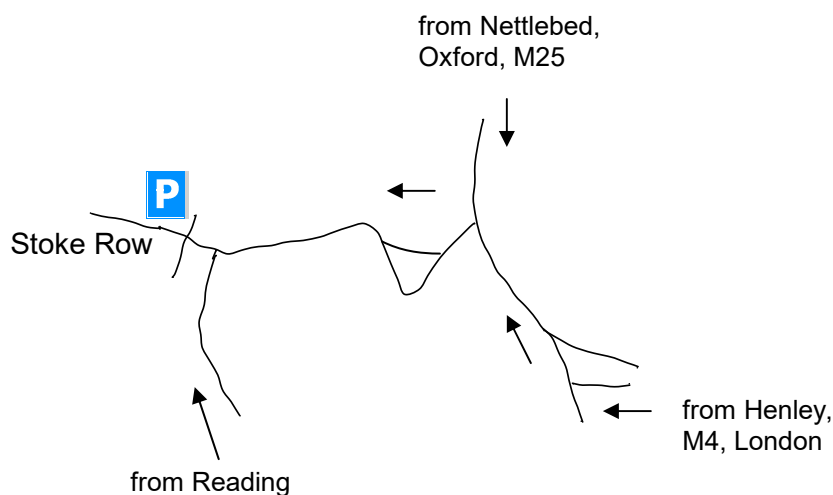 from Nettlebed,
Oxford, M25
P
Stoke Row
from Henley,
M4, London
from Reading